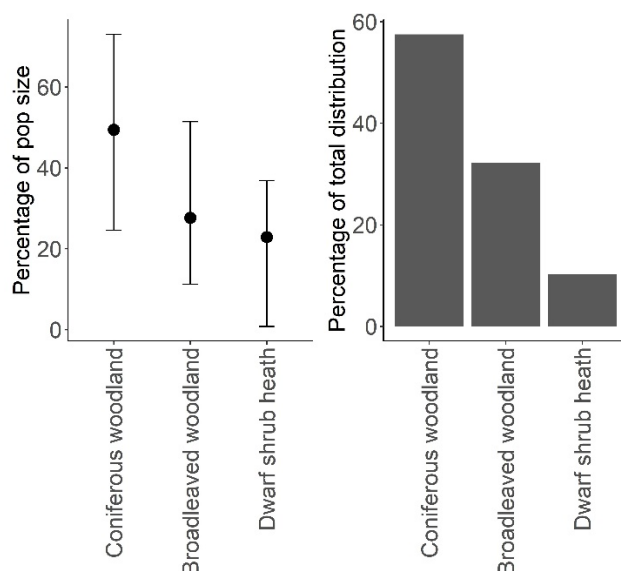 Percentage of pop size
60
40
20
0
Coniferous woodland
Broadleaved woodland
Dwarf shrub heath
Percentage of total distribution
60
40
20
0
Coniferous woodland
Broadleaved woodland
Dwarf shrub heath